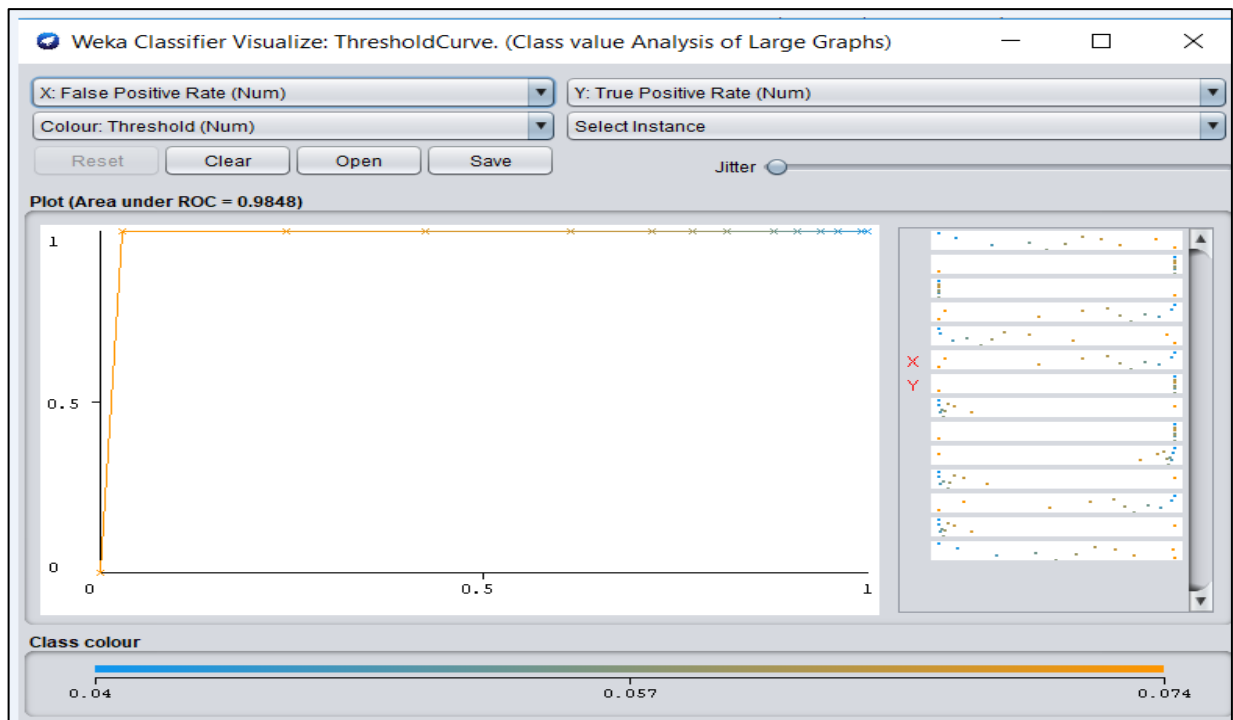 Weka Classifier Visualize: ThresholdCurve. (Class value Analysis of Large Graphs)
X: False Positive Rate (Num) Y: True Positive Rate (Num)
Colour: Threshold (Num) Select Instance
Reset Clear Open Save Jitter
Plot (Area under ROC = 0.9848)
1
X
Y
0.5
0
0 0.5 1
Class colour
0.04 0.057 0.074